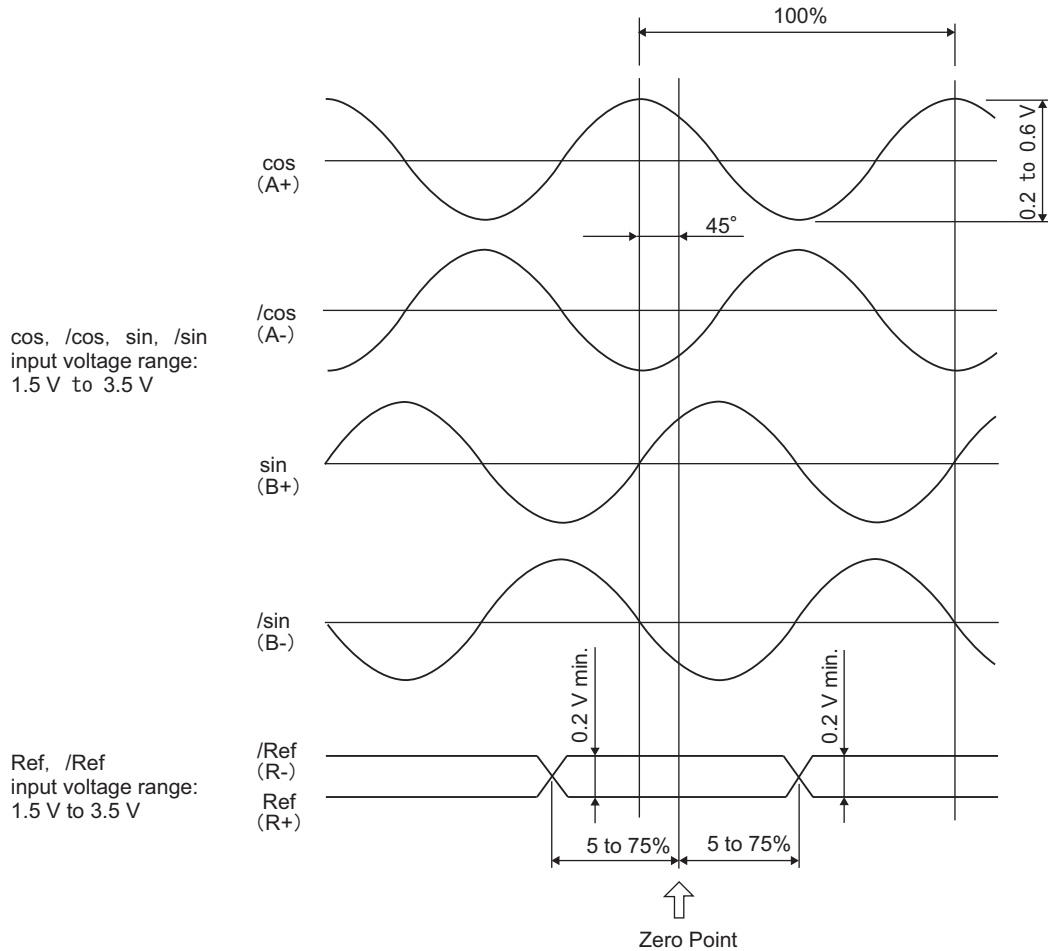 100%
cos
（A+）
0.2 to 0.6 V
45°
/cos
（A-）
cos, /cos, sin, /sin
input voltage range:
1.5 V to 3.5 V
sin
（B+）
/sin
（B-）
0.2 V min.
0.2 V min.
Ref, /Ref
input voltage range:
1.5 V to 3.5 V
/Ref
（R-）
Ref
（R+）
5 to 75%
5 to 75%
Zero Point